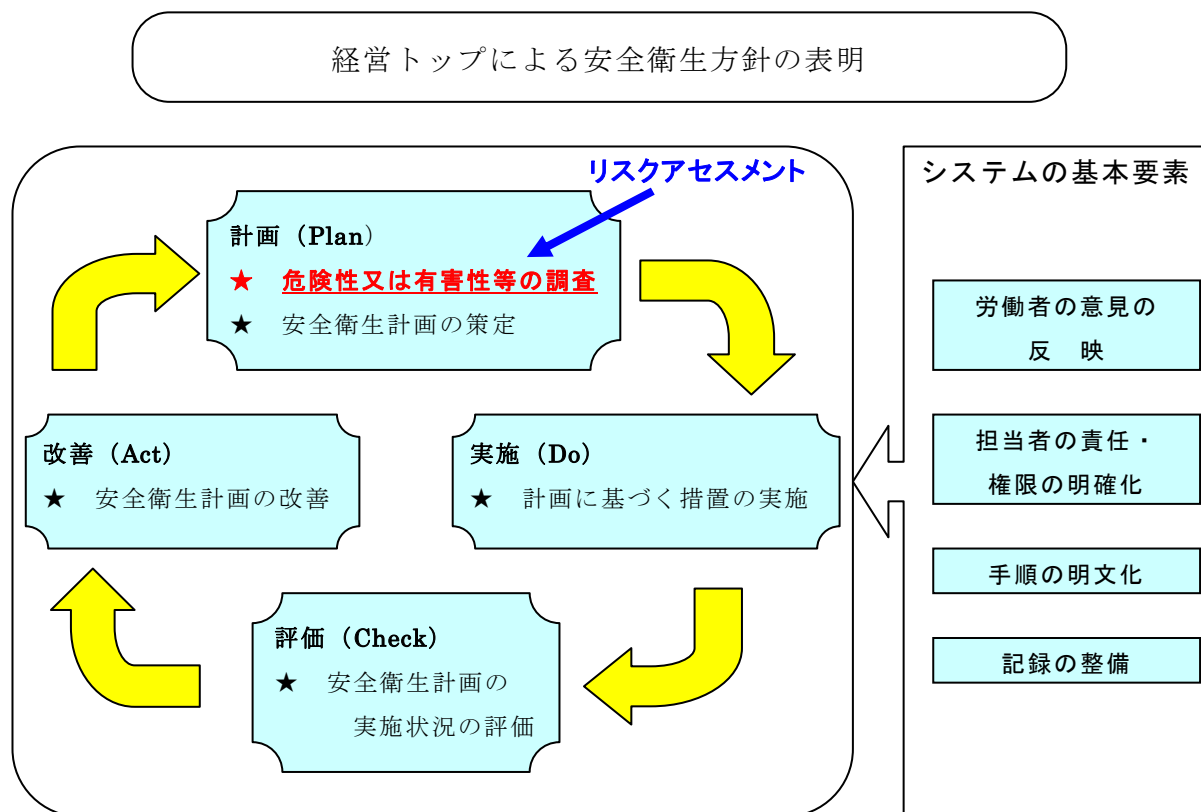 経営トップによる安全衛生方針の表明
リスクアセスメント
計画（Plan）
★ 危険性又は有害性等の調査
★ 安全衛生計画の策定
改善（Act）
★ 安全衛生計画の改善
実施（Do）
★ 計画に基づく措置の実施
評価（Check）
★ 安全衛生計画の
実施状況の評価
システムの基本要素
労働者の意見の
反　映
担当者の責任・
権限の明確化
手順の明文化
記録の整備